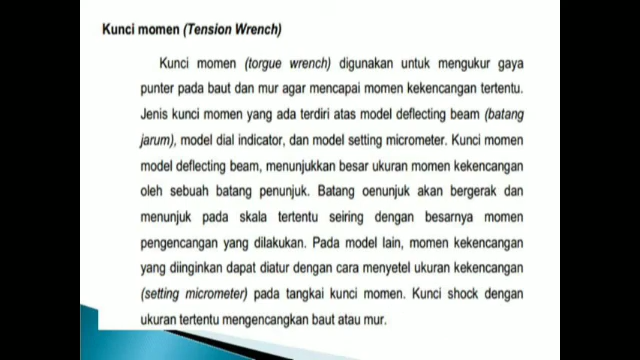 Kunci momen (Tension Wrench)
Kunci momen (torgue wrench) digunakan untuk mengukur gaya
punter pada baut dan mur agar mencapai momen kekencangan tertentu.
Jenis kunci momen yang ada terdiri atas model deflecting beam (batang
jarum), model dial indicator, dan model setting micrometer. Kunci momen
model deflecting beam, menunjukkan besar ukuran momen kekencangan
oleh sebuah batang penunjuk. Batang oenunjuk akan bergerak dan
menunjuk pada skala tertentu seiring dengan besarnya momen
pengencangan yang dilakukan. Pada model lain, momen kekencangan
yang diinginkan dapat diatur dengan cara menyetel ukuran kekencangan
(setting micrometer) pada tangkai kunci momen. Kunci shock dengan
ukuran tertentu mengencangkan baut atau mur.